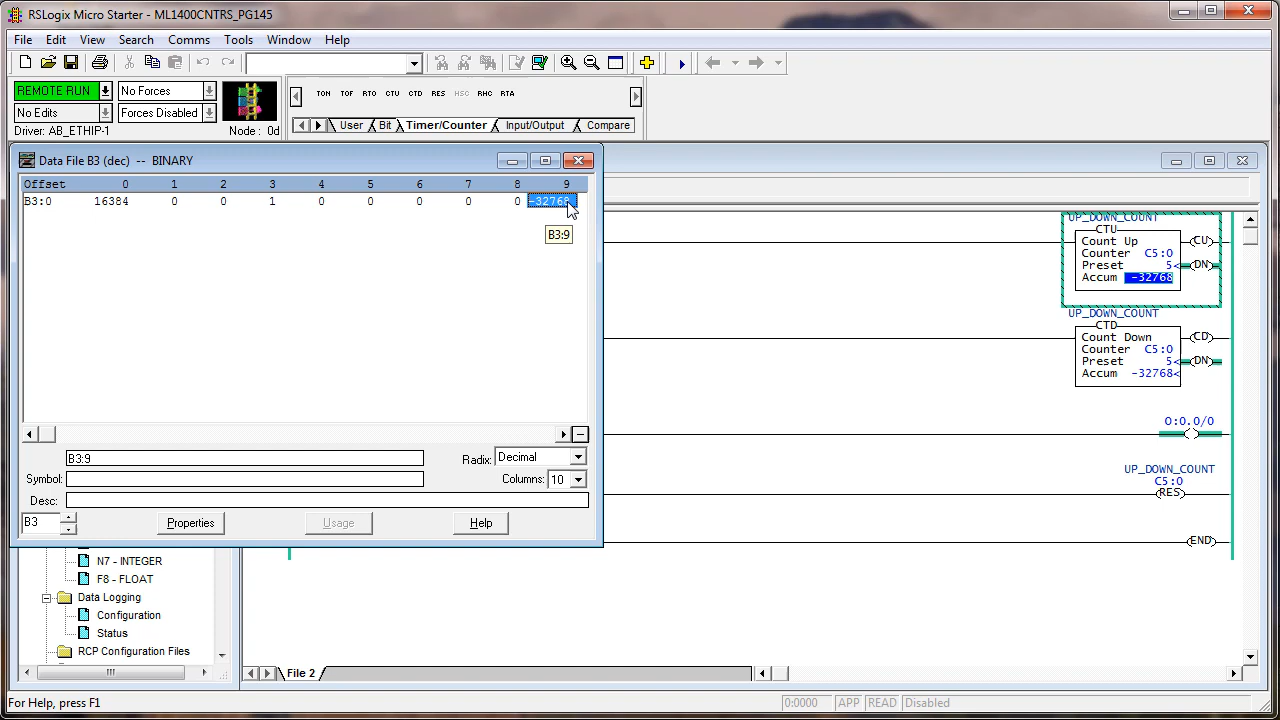 RSLogix Micro Starter - ML1400CNTRS_PG145
File Edit View Search Comms Tools Window Help
REMOTE RUN No Forces
No Edits Forces Disabled
Driver: AB_ETHIP-1 Node : 0d
TON TOF RTO CTU CTD RES HSC RHC RTA
User Bit Timer/Counter Input/Output Compare
Data File B3 (dec) -- BINARY
Offset 0 1 2 3 4 5 6 7 8 9
B3:0 16384 0 0 1 0 0 0 0 0 -32768
B3:9
B3:9
Radix: Decimal
Symbol: Columns: 10
Desc:
B3 Properties Usage Help
UP_DOWN_COUNT
CTU
Count Up CU
Counter C5:0
Preset 5< DN
Accum -32768
UP_DOWN_COUNT
CTD
Count Down CD
Counter C5:0
Preset 5< DN
Accum -32768<
O:0.0/0
UP_DOWN_COUNT
C5:0
RES
END
N7 - INTEGER
F8 - FLOAT
Data Logging
Configuration
Status
RCP Configuration Files
File 2
For Help, press F1 0:0000 APP READ Disabled